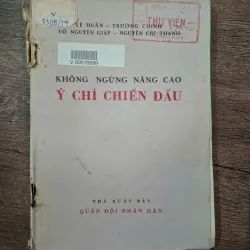 LÊ DUẨN - TRƯỜNG CHINH
VÕ NGUYÊN GIÁP - NGUYỄN CHÍ THANH
THƯ VIỆN
V
KHÔNG NGỪNG NÂNG CAO
Ý CHÍ CHIẾN ĐẤU
NHÀ XUẤT BẢN
QUÂN ĐỘI NHÂN DÂN